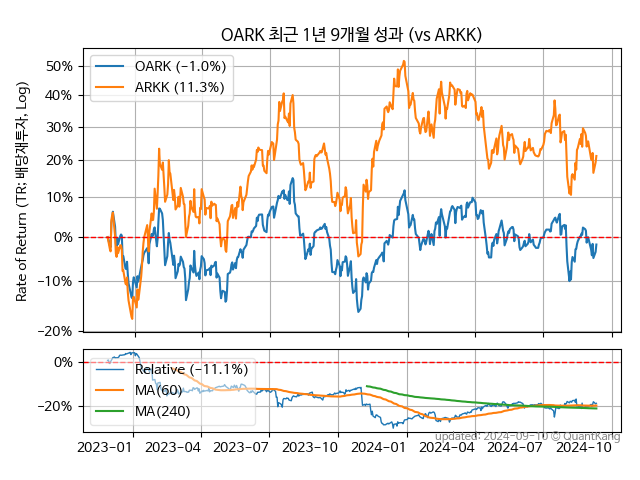 OARK 최근 1년 9개월 성과 (vs ARKK)
Rate of Return (TR: 배당재투자, Log)
50%
40%
30%
20%
10%
0%
−10%
−20%
OARK (−1.0%)
ARKK (11.3%)
0%
−20%
Relative (−11.1%)
MA(60)
MA(240)
updated: 2024-09-10 © QuantKang
2023−01 2023−04 2023−07 2023−10 2024−01 2024−04 2024−07 2024−10